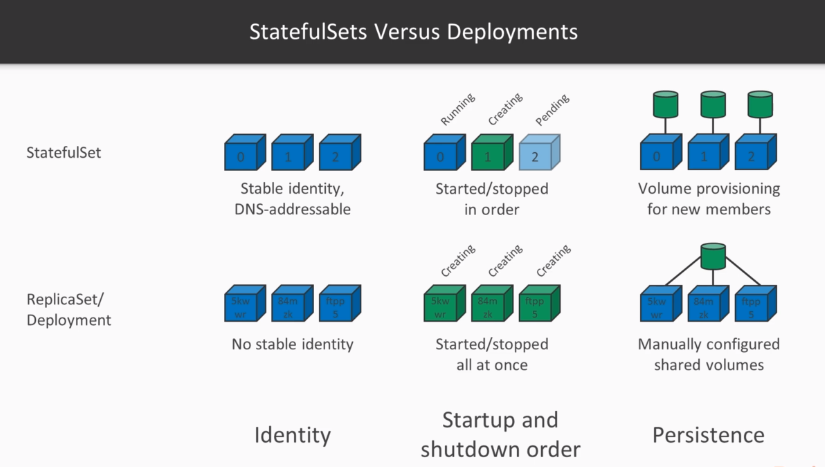 StatefulSets Versus Deployments
Running
Creating
Pending
StatefulSet
0
1
2
0
1
2
0
1
2
Stable identity,
DNS-addressable
Started/stopped
in order
Volume provisioning
for new members
Creating
Creating
Creating
ReplicaSet/
Deployment
5kw
wr
84m
zk
ftpp
5
5kw
wr
84m
zk
ftpp
5
5kw
wr
84m
zk
ftpp
5
No stable identity
Started/stopped
all at once
Manually configured
shared volumes
Identity
Startup and
shutdown order
Persistence